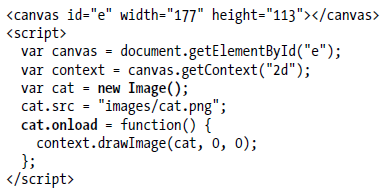 <canvas id="e" width="177" height="113"></canvas>
<script>
  var canvas = document.getElementById("e");
  var context = canvas.getContext("2d");
  var cat = new Image();
  cat.src = "images/cat.png";
  cat.onload = function() {
    context.drawImage(cat, 0, 0);
  };
</script>